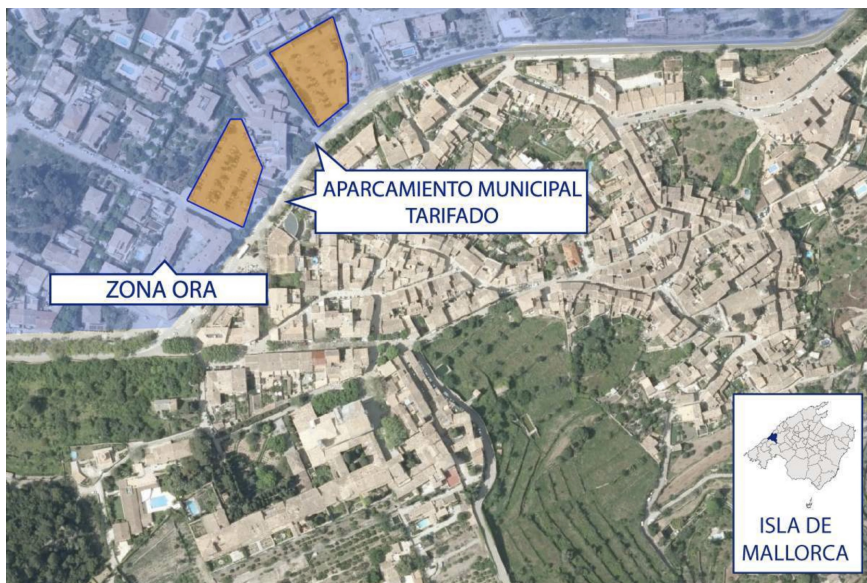 APARCAMIENTO MUNICIPAL
TARIFADO
ZONA ORA
ISLA DE
MALLORCA